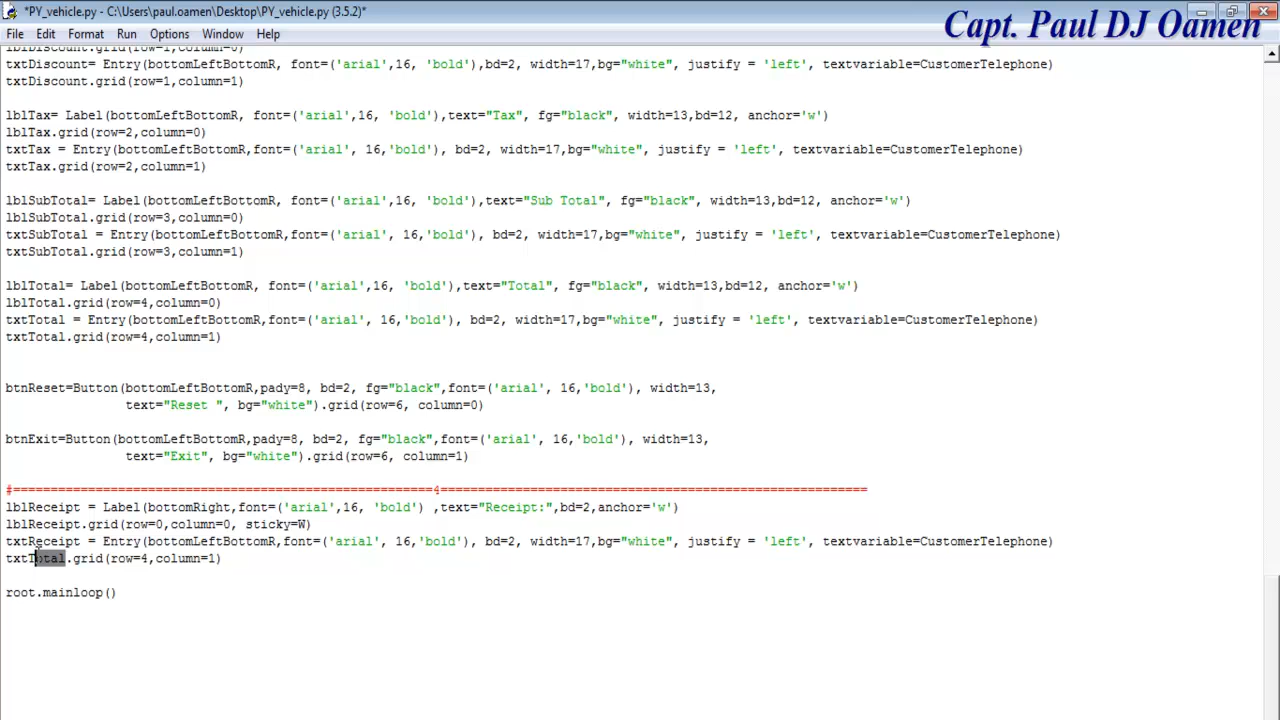 *PY_vehicle.py - C:\Users\paul.oamen\Desktop\PY_vehicle.py (3.5.2)*
Capt. Paul DJ Oamen
File Edit Format Run Options Window Help
lblDiscount.grid(row=1,column=0)
txtDiscount= Entry(bottomLeftBottomR, font=('arial',16, 'bold'),bd=2, width=17,bg="white", justify = 'left', textvariable=CustomerTelephone)
txtDiscount.grid(row=1,column=1)
lblTax= Label(bottomLeftBottomR, font=('arial',16, 'bold'),text="Tax", fg="black", width=13,bd=12, anchor='w')
lblTax.grid(row=2,column=0)
txtTax = Entry(bottomLeftBottomR,font=('arial', 16,'bold'), bd=2, width=17,bg="white", justify = 'left', textvariable=CustomerTelephone)
txtTax.grid(row=2,column=1)
lblSubTotal= Label(bottomLeftBottomR, font=('arial',16, 'bold'),text="Sub Total", fg="black", width=13,bd=12, anchor='w')
lblSubTotal.grid(row=3,column=0)
txtSubTotal = Entry(bottomLeftBottomR,font=('arial', 16,'bold'), bd=2, width=17,bg="white", justify = 'left', textvariable=CustomerTelephone)
txtSubTotal.grid(row=3,column=1)
lblTotal= Label(bottomLeftBottomR, font=('arial',16, 'bold'),text="Total", fg="black", width=13,bd=12, anchor='w')
lblTotal.grid(row=4,column=0)
txtTotal = Entry(bottomLeftBottomR,font=('arial', 16,'bold'), bd=2, width=17,bg="white", justify = 'left', textvariable=CustomerTelephone)
txtTotal.grid(row=4,column=1)
btnReset=Button(bottomLeftBottomR,pady=8, bd=2, fg="black",font=('arial', 16,'bold'), width=13,
text="Reset ", bg="white").grid(row=6, column=0)
btnExit=Button(bottomLeftBottomR,pady=8, bd=2, fg="black",font=('arial', 16,'bold'), width=13,
text="Exit", bg="white").grid(row=6, column=1)
#=========================================================4=========================================================
lblReceipt = Label(bottomRight,font=('arial',16, 'bold') ,text="Receipt:",bd=2,anchor='w')
lblReceipt.grid(row=0,column=0, sticky=W)
txtReceipt = Entry(bottomLeftBottomR,font=('arial', 16,'bold'), bd=2, width=17,bg="white", justify = 'left', textvariable=CustomerTelephone)
txtTotal.grid(row=4,column=1)
root.mainloop()